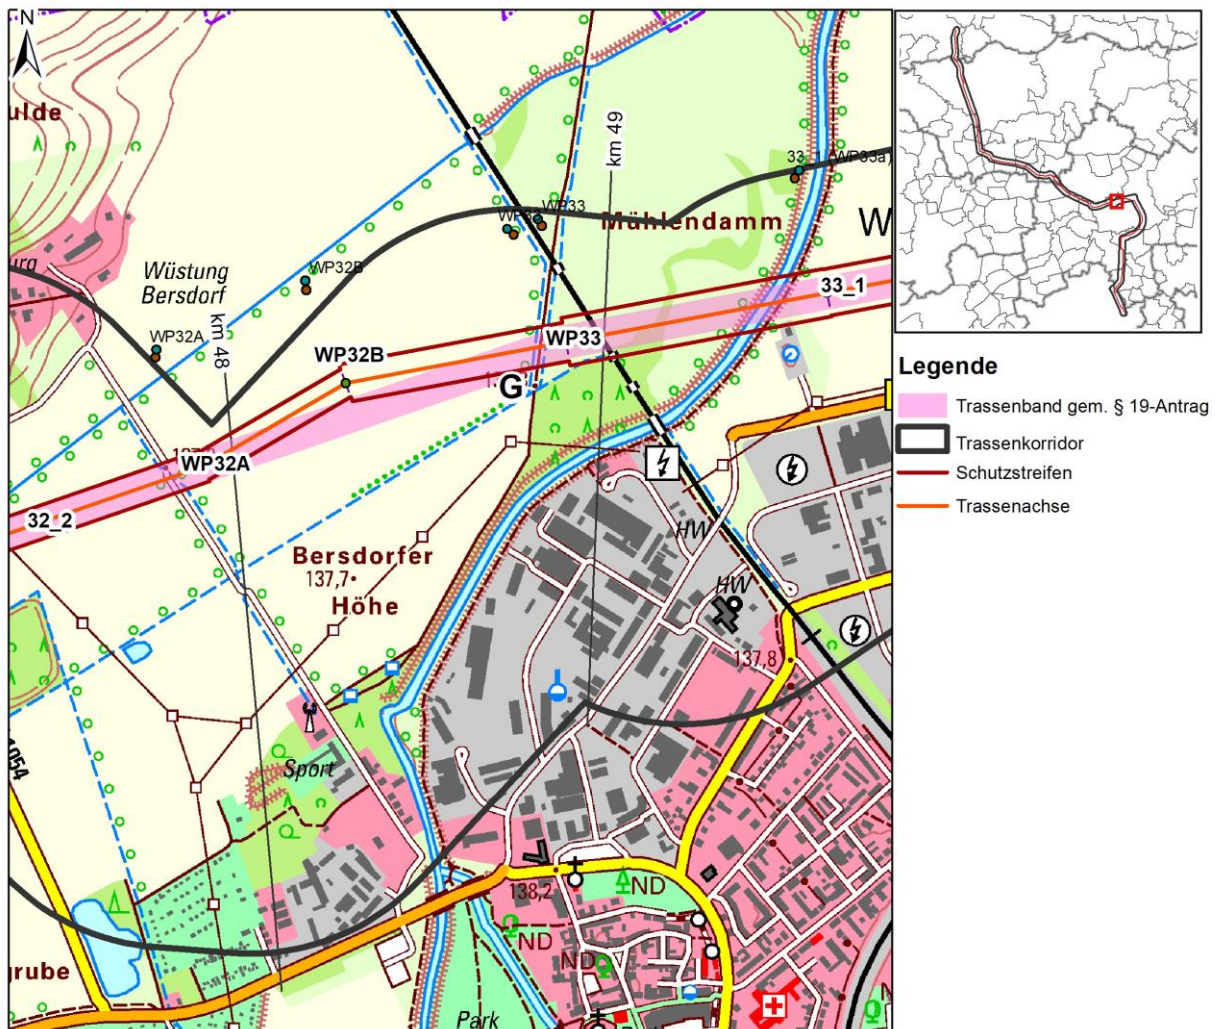 N
ulde
km 49
33_1 (WP33a)
WP33
Mühlendamm
W
urg
Wüstung
Bersdorf
WP32B
WP32A
km 48
33_1
WP33
WP32B
G
WP32A
32_2
HW
Bersdorfer
137,7
Höhe
HW
137,8
1054
Sport
138,2
ND
ND
ND
grube
Park
Legende
Trassenband gem. § 19-Antrag
Trassenkorridor
Schutzstreifen
Trassenachse